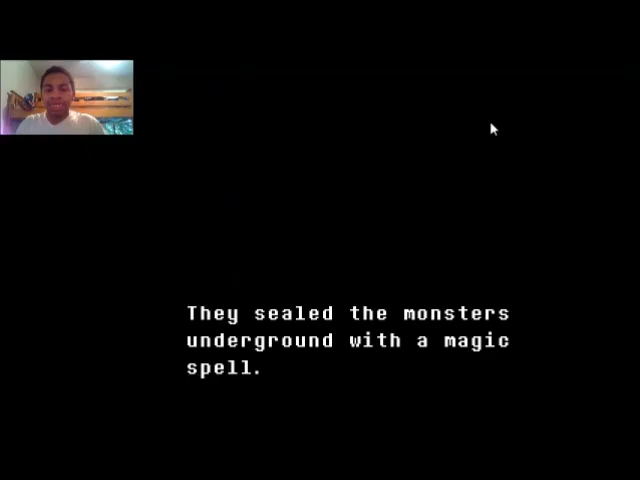 They sealed the monsters
underground with a magic
spell.